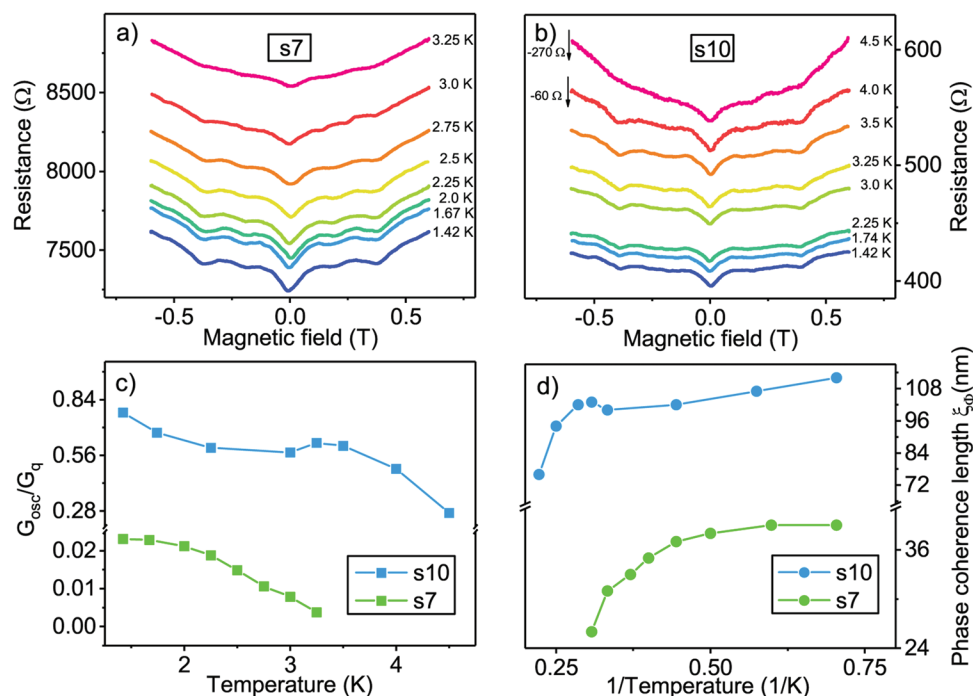 a)
s7
3.25 K
3.0 K
2.75 K
2.5 K
2.25 K
2.0 K
1.67 K
1.42 K
8500
8000
7500
Resistance (Ω)
-0.5
0.0
0.5
Magnetic field (T)
b)
s10
-270 Ω
-60 Ω
4.5 K
4.0 K
3.5 K
3.25 K
3.0 K
2.25 K
1.74 K
1.42 K
600
500
400
Resistance (Ω)
-0.5
0.0
0.5
Magnetic field (T)
c)
0.84
0.56
0.28
0.02
0.01
0.00
Gosc/Gq
s10
s7
2
3
4
Temperature (K)
d)
108
96
84
72
36
24
Phase coherence length ξΦ(nm)
s10
s7
0.25
0.50
0.75
1/Temperature (1/K)